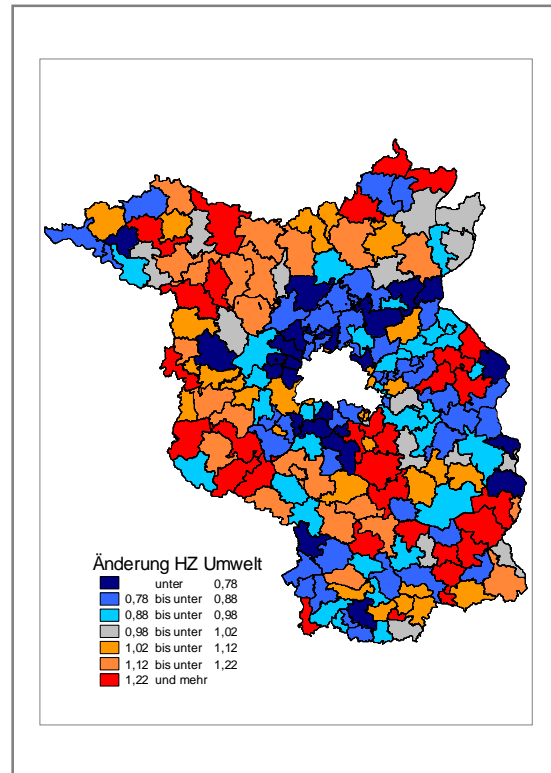 Änderung HZ Umwelt
unter 0,78
0,78 bis unter 0,88
0,88 bis unter 0,98
0,98 bis unter 1,02
1,02 bis unter 1,12
1,12 bis unter 1,22
1,22 und mehr